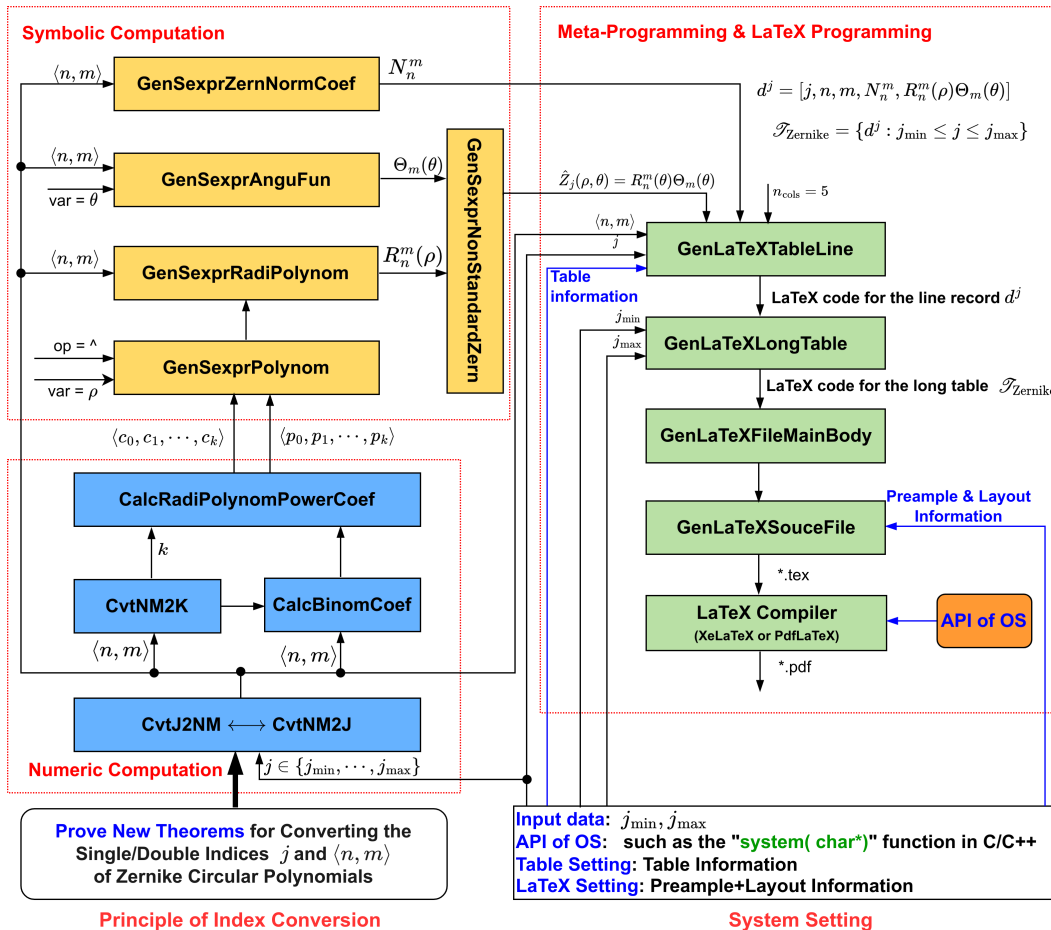 Symbolic Computation
⟨n, m⟩
GenSexprZernNormCoef
N_n^m
⟨n, m⟩
var = θ
GenSexprAnguFun
Θ_m(θ)
⟨n, m⟩
GenSexprRadiPolynom
R_n^m(ρ)
op = ^
var = ρ
GenSexprPolynom
GenSexprNonStandardZern
⟨c_0, c_1, ⋯, c_k⟩
⟨p_0, p_1, ⋯, p_k⟩
CalcRadiPolynomPowerCoef
k
CvtNM2K
CalcBinomCoef
⟨n, m⟩
⟨n, m⟩
CvtJ2NM ⟷ CvtNM2J
Numeric Computation
j ∈ {j_min, ⋯, j_max}
Prove New Theorems for Converting the
Single/Double Indices j and ⟨n, m⟩
of Zernike Circular Polynomials
Principle of Index Conversion
Meta-Programming & LaTeX Programming
d^j = [j, n, m, N_n^m, R_n^m(ρ)Θ_m(θ)]
𝒯_Zernike = {d^j : j_min ≤ j ≤ j_max}
Ẑ_j(ρ, θ) = R_n^m(θ)Θ_m(θ)
n_cols = 5
⟨n, m⟩
j
GenLaTeXTableLine
Table
information
LaTeX code for the line record d^j
j_min
j_max
GenLaTeXLongTable
LaTeX code for the long table 𝒯_Zernike
GenLaTeXFileMainBody
Preample & Layout
Information
GenLaTeXSouceFile
*.tex
LaTeX Compiler
(XeLaTeX or PdfLaTeX)
API of OS
*.pdf
Input data: j_min, j_max
API of OS: such as the "system( char*)" function in C/C++
Table Setting: Table Information
LaTeX Setting: Preample+Layout Information
System Setting